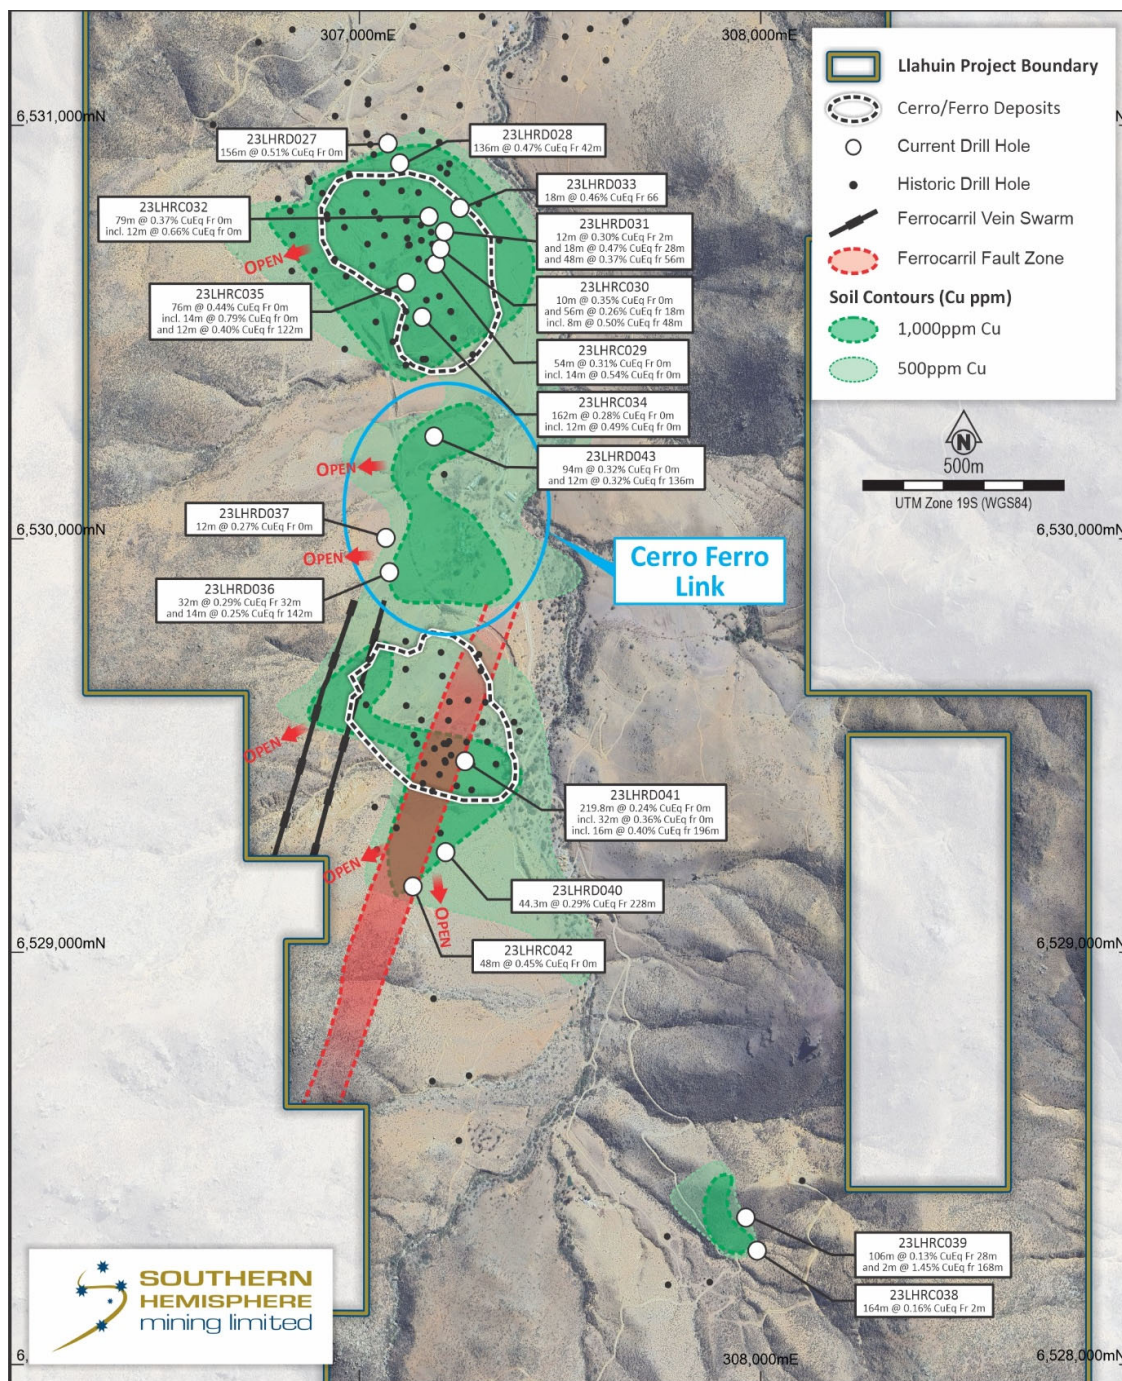 307,000mE
308,000mE
6,531,000mN
Llahuin Project Boundary
Cerro/Ferro Deposits
Current Drill Hole
Historic Drill Hole
Ferrocarril Vein Swarm
Ferrocarril Fault Zone
Soil Contours (Cu ppm)
1,000ppm Cu
500ppm Cu
N
500m
UTM Zone 19S (WGS84)
23LHRD027
156m @ 0.51% CuEq Fr 0m
23LHRD028
136m @ 0.47% CuEq Fr 42m
23LHRD033
18m @ 0.46% CuEq Fr 66
23LHRC032
79m @ 0.37% CuEq Fr 0m
incl. 12m @ 0.66% CuEq fr 0m
23LHRD031
12m @ 0.30% CuEq Fr 2m
and 18m @ 0.47% CuEq fr 28m
and 48m @ 0.37% CuEq fr 56m
OPEN
23LHRC035
76m @ 0.44% CuEq Fr 0m
incl. 14m @ 0.79% CuEq fr 0m
and 12m @ 0.40% CuEq fr 122m
23LHRC030
10m @ 0.35% CuEq Fr 0m
and 56m @ 0.26% CuEq fr 18m
incl. 8m @ 0.50% CuEq fr 48m
23LHRC029
54m @ 0.31% CuEq Fr 0m
incl. 14m @ 0.54% CuEq fr 0m
23LHRC034
162m @ 0.28% CuEq Fr 0m
incl. 12m @ 0.49% CuEq fr 0m
23LHRD043
94m @ 0.32% CuEq Fr 0m
and 12m @ 0.32% CuEq fr 136m
OPEN
23LHRD037
12m @ 0.27% CuEq Fr 0m
6,530,000mN
6,530,000mN
OPEN
Cerro Ferro
Link
23LHRD036
32m @ 0.29% CuEq Fr 32m
and 14m @ 0.25% CuEq fr 142m
OPEN
23LHRD041
219.8m @ 0.24% CuEq Fr 0m
incl. 32m @ 0.36% CuEq fr 0m
incl. 16m @ 0.40% CuEq fr 196m
OPEN
23LHRD040
44.3m @ 0.29% CuEq Fr 228m
OPEN
23LHRC042
48m @ 0.45% CuEq Fr 0m
6,529,000mN
6,529,000mN
23LHRC039
106m @ 0.13% CuEq Fr 28m
and 2m @ 1.45% CuEq fr 168m
23LHRC038
164m @ 0.16% CuEq Fr 2m
SOUTHERN
HEMISPHERE
mining limited
6,
308,000mE
6,528,000mN